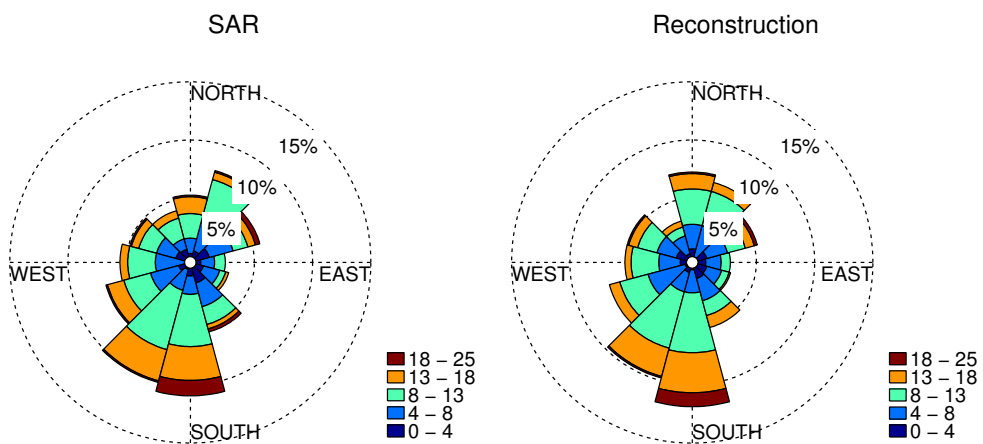 SAR
NORTH
15%
10%
5%
WEST
EAST
SOUTH
18 – 25
13 – 18
8 – 13
4 – 8
0 – 4
Reconstruction
NORTH
15%
10%
5%
WEST
EAST
SOUTH
18 – 25
13 – 18
8 – 13
4 – 8
0 – 4